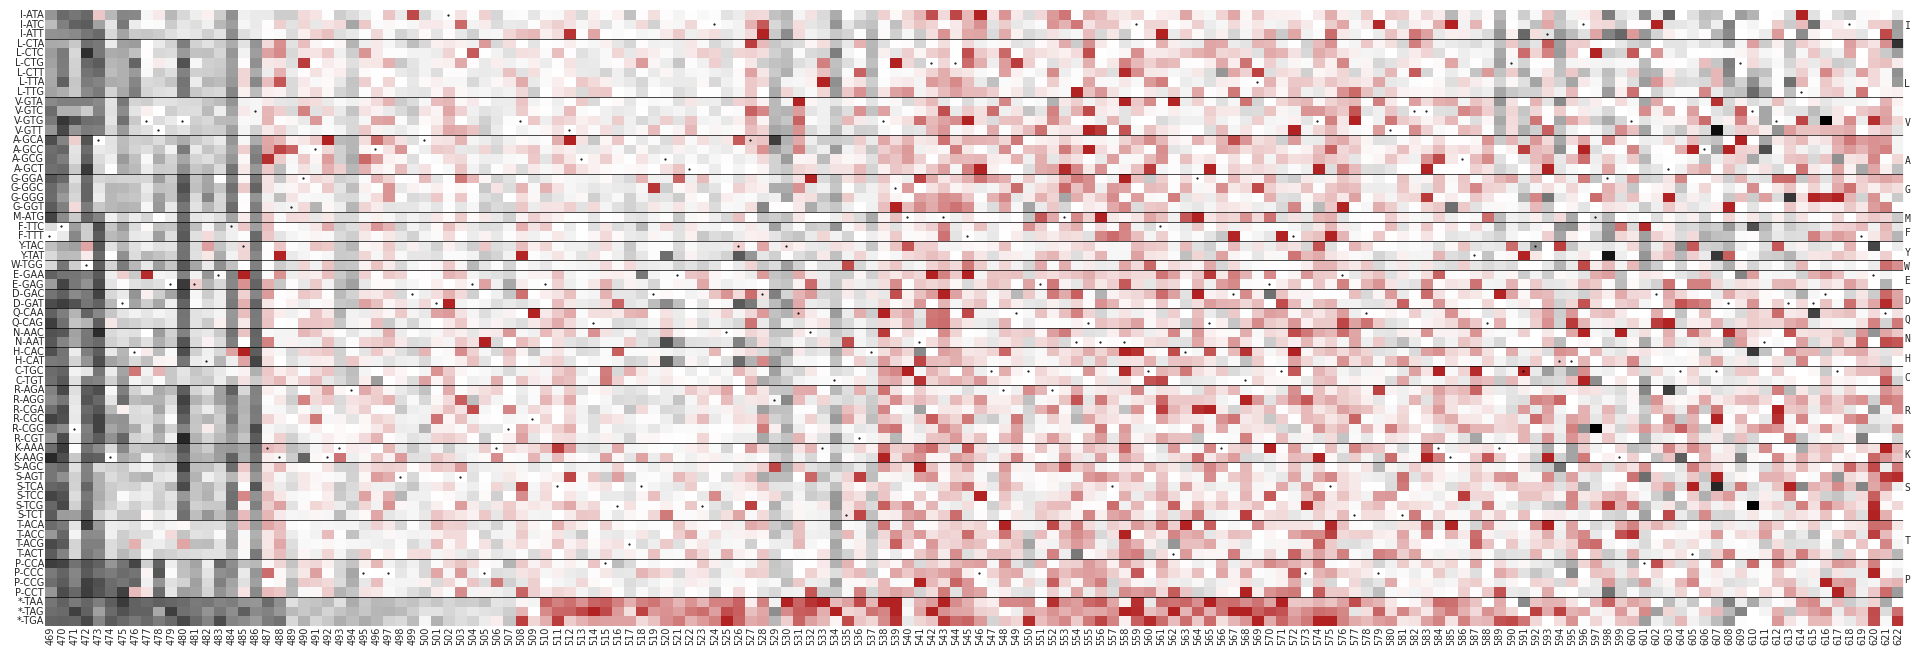 I-ATA
I-ATC
I-ATT
L-CTA
L-CTC
L-CTG
L-CTT
L-TTA
L-TTG
V-GTA
V-GTC
V-GTG
V-GTT
A-GCA
A-GCC
A-GCG
A-GCT
G-GGA
G-GGC
G-GGG
G-GGT
M-ATG
F-TTC
F-TTT
Y-TAC
Y-TAT
W-TGG
E-GAA
E-GAG
D-GAC
D-GAT
Q-CAA
Q-CAG
N-AAC
N-AAT
H-CAC
H-CAT
C-TGC
C-TGT
R-AGA
R-AGG
R-CGA
R-CGC
R-CGG
R-CGT
K-AAA
K-AAG
S-AGC
S-AGT
S-TCA
S-TCC
S-TCG
S-TCT
T-ACA
T-ACC
T-ACG
T-ACT
P-CCA
P-CCC
P-CCG
P-CCT
*-TAA
*-TAG
*-TGA
I
L
V
A
G
M
F
Y
W
E
D
Q
N
H
C
R
K
S
T
P
469 470 471 472 473 474 475 476 477 478 479 480 481 482 483 484 485 486 487 488 489 490 491 492 493 494 495 496 497 498 499 500 501 502 503 504 505 506 507 508 509 510 511 512 513 514 515 516 517 518 519 520 521 522 523 524 525 526 527 528 529 530 531 532 533 534 535 536 537 538 539 540 541 542 543 544 545 546 547 548 549 550 551 552 553 554 555 556 557 558 559 560 561 562 563 564 565 566 567 568 569 570 571 572 573 574 575 576 577 578 579 580 581 582 583 584 585 586 587 588 589 590 591 592 593 594 595 596 597 598 599 600 601 602 603 604 605 606 607 608 609 610 611 612 613 614 615 616 617 618 619 620 621 622